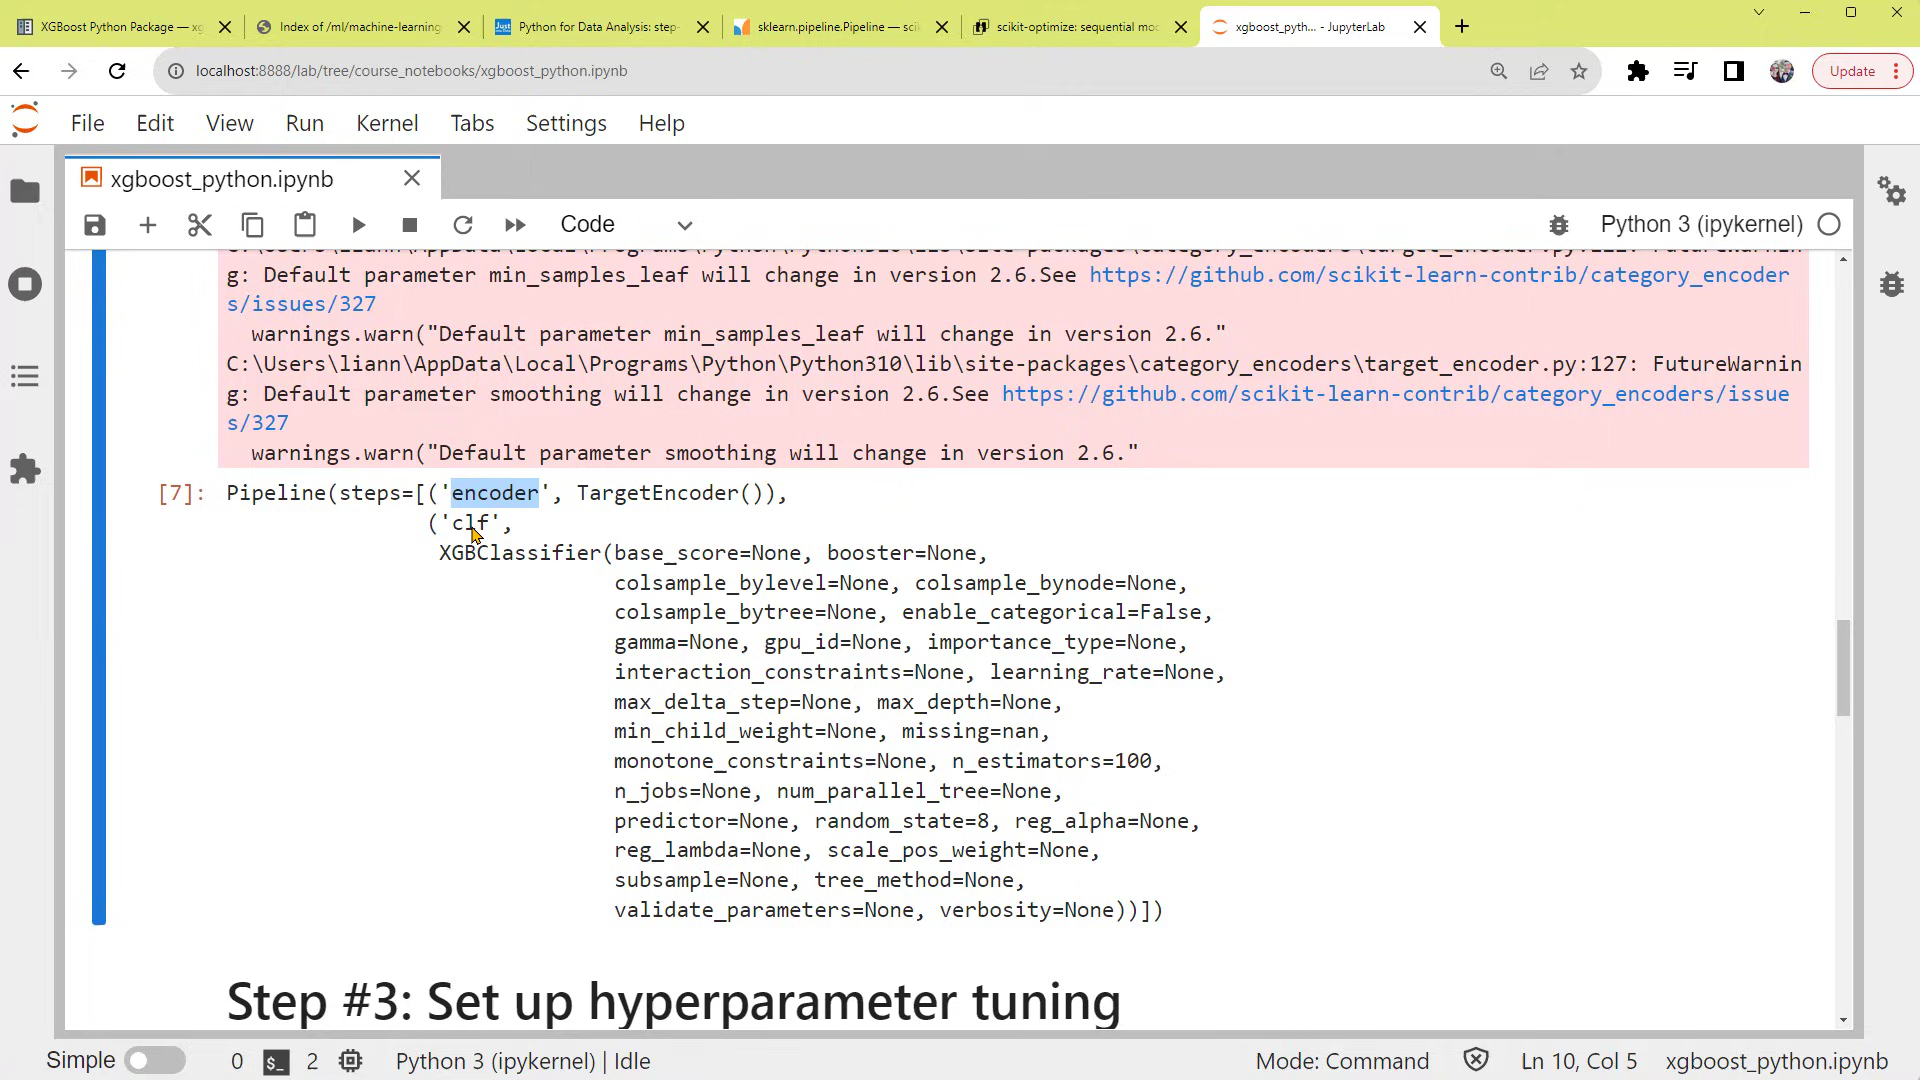 XGBoost Python Package — xg
Index of /ml/machine-learning
Python for Data Analysis: step-
sklearn.pipeline.Pipeline — sci
scikit-optimize: sequential mo
xgboost_pyth... - JupyterLab
localhost:8888/lab/tree/course_notebooks/xgboost_python.ipynb
Update
File Edit View Run Kernel Tabs Settings Help
xgboost_python.ipynb
Code
Python 3 (ipykernel)
g: Default parameter min_samples_leaf will change in version 2.6.See https://github.com/scikit-learn-contrib/category_encoder
s/issues/327
warnings.warn("Default parameter min_samples_leaf will change in version 2.6."
C:\Users\liann\AppData\Local\Programs\Python\Python310\lib\site-packages\category_encoders\target_encoder.py:127: FutureWarnin
g: Default parameter smoothing will change in version 2.6.See https://github.com/scikit-learn-contrib/category_encoders/issue
s/327
warnings.warn("Default parameter smoothing will change in version 2.6."
[7]: Pipeline(steps=[('encoder', TargetEncoder()),
('clf',
XGBClassifier(base_score=None, booster=None,
colsample_bylevel=None, colsample_bynode=None,
colsample_bytree=None, enable_categorical=False,
gamma=None, gpu_id=None, importance_type=None,
interaction_constraints=None, learning_rate=None,
max_delta_step=None, max_depth=None,
min_child_weight=None, missing=nan,
monotone_constraints=None, n_estimators=100,
n_jobs=None, num_parallel_tree=None,
predictor=None, random_state=8, reg_alpha=None,
reg_lambda=None, scale_pos_weight=None,
subsample=None, tree_method=None,
validate_parameters=None, verbosity=None))])
Step #3: Set up hyperparameter tuning
Simple 0 $_ 2 Python 3 (ipykernel) | Idle Mode: Command Ln 10, Col 5 xgboost_python.ipynb